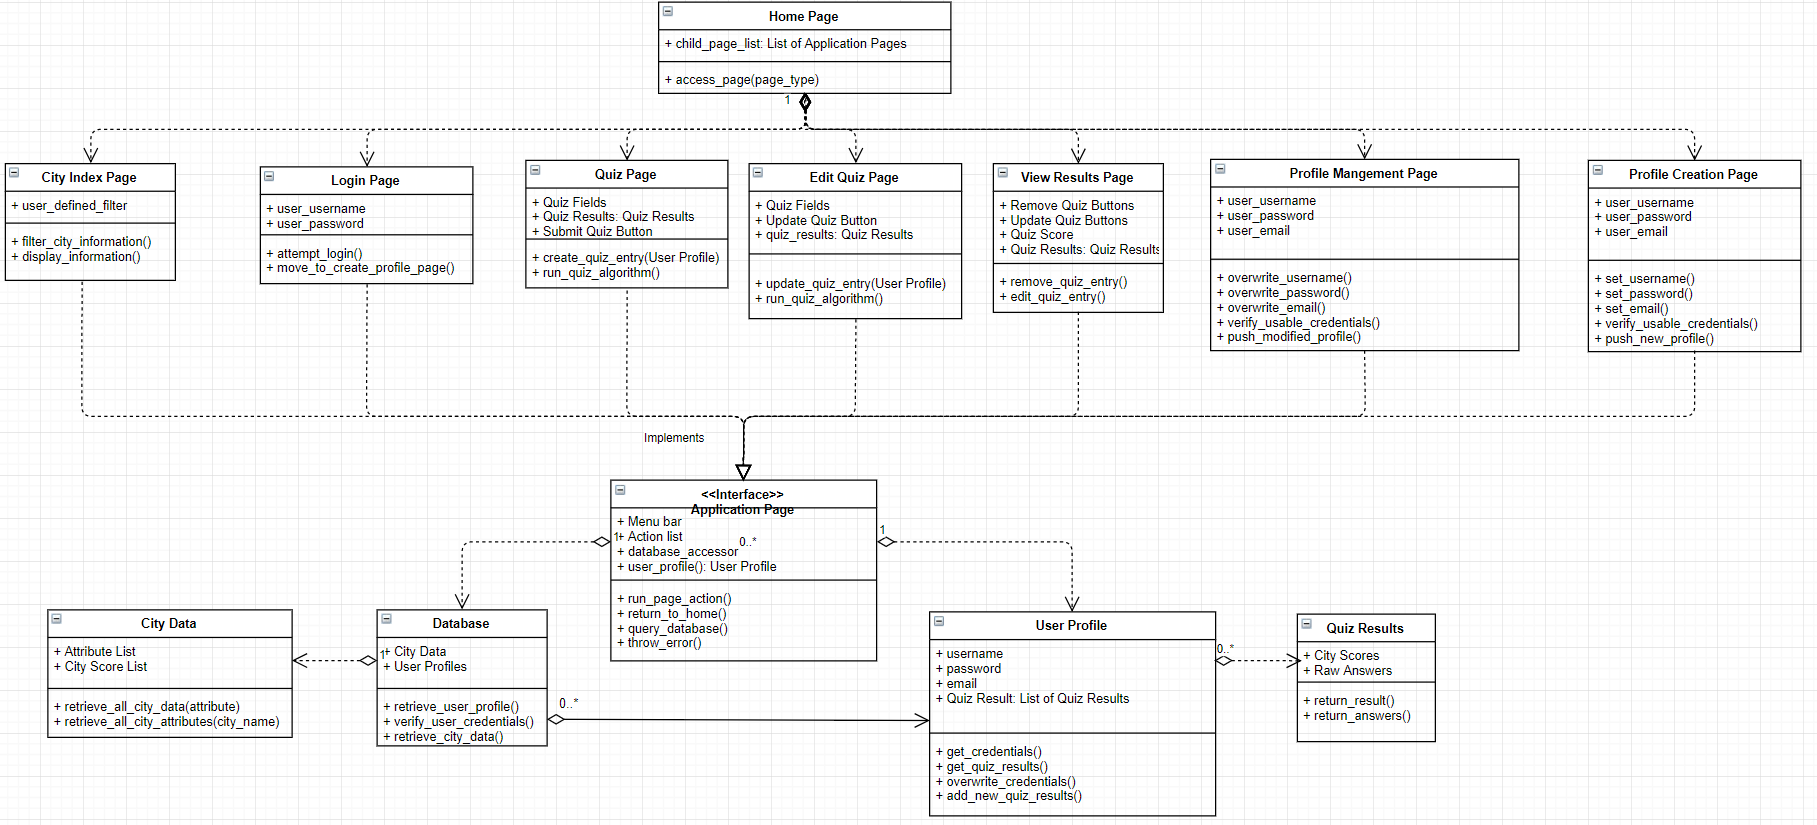 Home Page
+ child_page_list: List of Application Pages
+ access_page(page_type)
1
City Index Page
+ user_defined_filter
+ filter_city_information()
+ display_information()
Login Page
+ user_username
+ user_password
+ attempt_login()
+ move_to_create_profile_page()
Quiz Page
+ Quiz Fields
+ Quiz Results: Quiz Results
+ Submit Quiz Button
+ create_quiz_entry(User Profile)
+ run_quiz_algorithm()
Edit Quiz Page
+ Quiz Fields
+ Update Quiz Button
+ quiz_results: Quiz Results
+ update_quiz_entry(User Profile)
+ run_quiz_algorithm()
View Results Page
+ Remove Quiz Buttons
+ Update Quiz Buttons
+ Quiz Score
+ Quiz Results: Quiz Results
+ remove_quiz_entry()
+ edit_quiz_entry()
Profile Mangement Page
+ user_username
+ user_password
+ user_email
+ overwrite_username()
+ overwrite_password()
+ overwrite_email()
+ verify_usable_credentials()
+ push_modified_profile()
Profile Creation Page
+ user_username
+ user_password
+ user_email
+ set_username()
+ set_password()
+ set_email()
+ verify_usable_credentials()
+ push_new_profile()
Implements
<<Interface>>
Application Page
+ Menu bar
+ Action list
+ database_accessor
+ user_profile(): User Profile
+ run_page_action()
+ return_to_home()
+ query_database()
+ throw_error()
1
0..*
1
City Data
+ Attribute List
+ City Score List
+ retrieve_all_city_data(attribute)
+ retrieve_all_city_attributes(city_name)
Database
1
+ City Data
+ User Profiles
+ retrieve_user_profile()
+ verify_user_credentials()
+ retrieve_city_data()
0..*
User Profile
+ username
+ password
+ email
+ Quiz Result: List of Quiz Results
+ get_credentials()
+ get_quiz_results()
+ overwrite_credentials()
+ add_new_quiz_results()
0..*
Quiz Results
+ City Scores
+ Raw Answers
+ return_result()
+ return_answers()